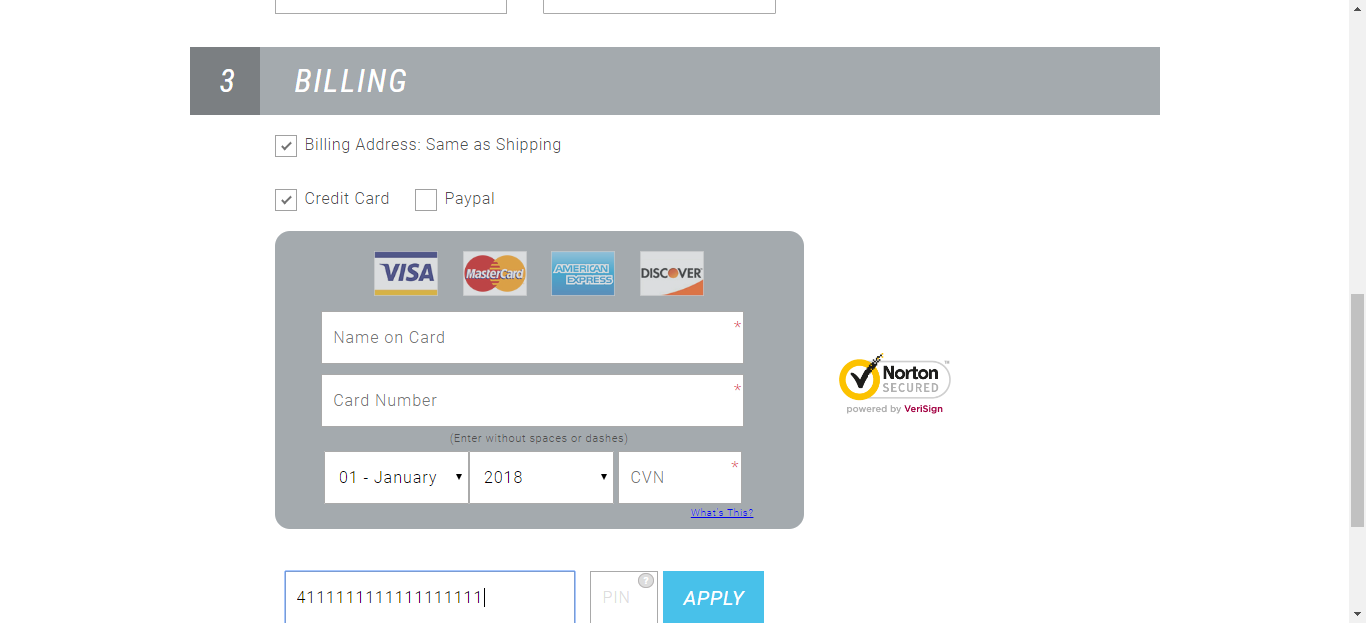 3 BILLING
Billing Address: Same as Shipping
Credit Card Paypal
VISA MasterCard AMERICAN EXPRESS DISCOVER
Name on Card *
Card Number *
(Enter without spaces or dashes)
01 - January 2018 CVN *
What's This?
Norton
SECURED
powered by VeriSign
4111111111111111111 PIN ? APPLY